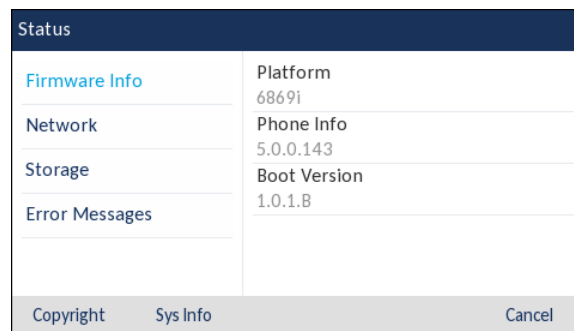 Status
Firmware Info
Network
Storage
Error Messages
Platform
6869i
Phone Info
5.0.0.143
Boot Version
1.0.1.B
Copyright Sys Info Cancel